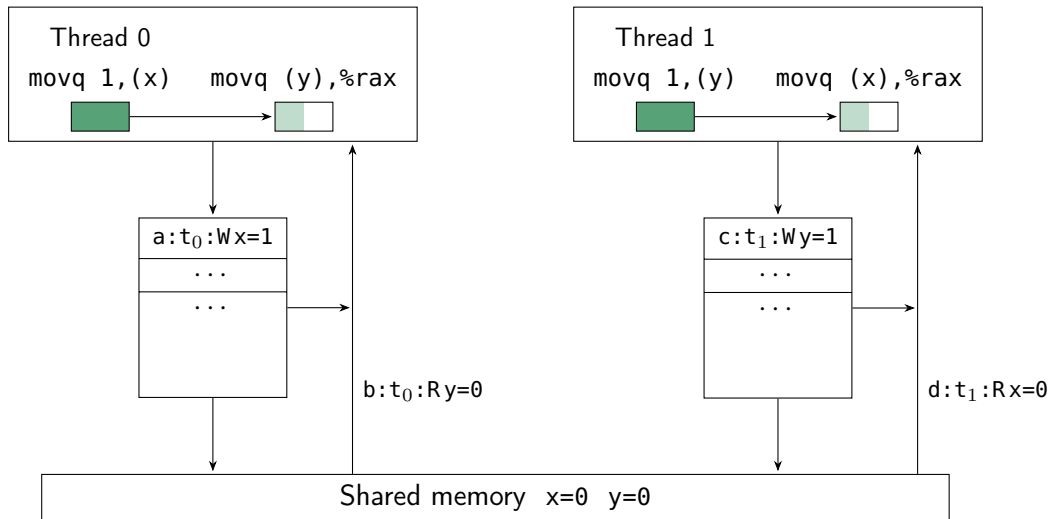 Thread 0
movq 1,(x) movq (y),%rax
a:t₀:Wx=1
...
...
b:t₀:Ry=0
Thread 1
movq 1,(y) movq (x),%rax
c:t₁:Wy=1
...
...
d:t₁:Rx=0
Shared memory x=0 y=0